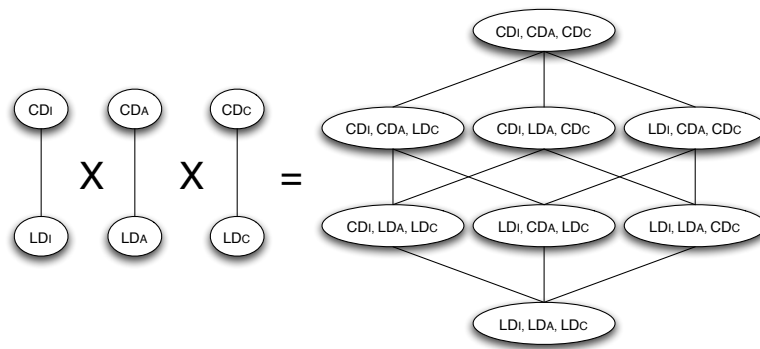 CDI, CDA, CDC
CDI CDA CDC
CDI, CDA, LDC CDI, LDA, CDC LDI, CDA, CDC
X X =
LDI LDA LDC
CDI, LDA, LDC LDI, CDA, LDC LDI, LDA, CDC
LDI, LDA, LDC